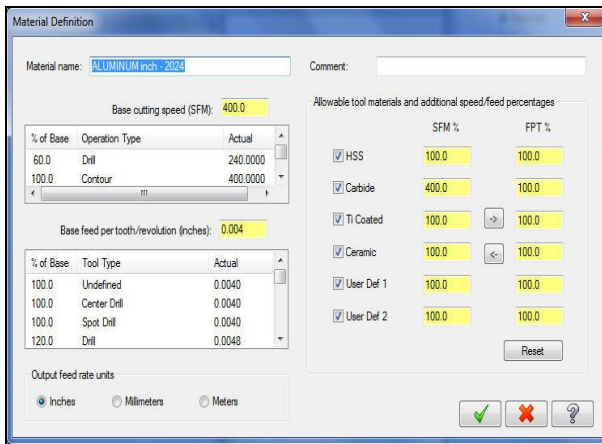 Material Definition
Material name: ALUMINUM inch - 2024
Comment:
Base cutting speed (SFM): 400.0
% of Base Operation Type Actual
60.0 Drill 240.0000
100.0 Contour 400.0000
Base feed per tooth/revolution (inches): 0.004
% of Base Tool Type Actual
100.0 Undefined 0.0040
100.0 Center Drill 0.0040
100.0 Spot Drill 0.0040
120.0 Drill 0.0048
Output feed rate units
Inches Millimeters Meters
Allowable tool materials and additional speed/feed percentages
SFM % FPT %
HSS 100.0 100.0
Carbide 400.0 100.0
Ti Coated 100.0 -> 100.0
Ceramic 100.0 <- 100.0
User Def 1 100.0 100.0
User Def 2 100.0 100.0
Reset